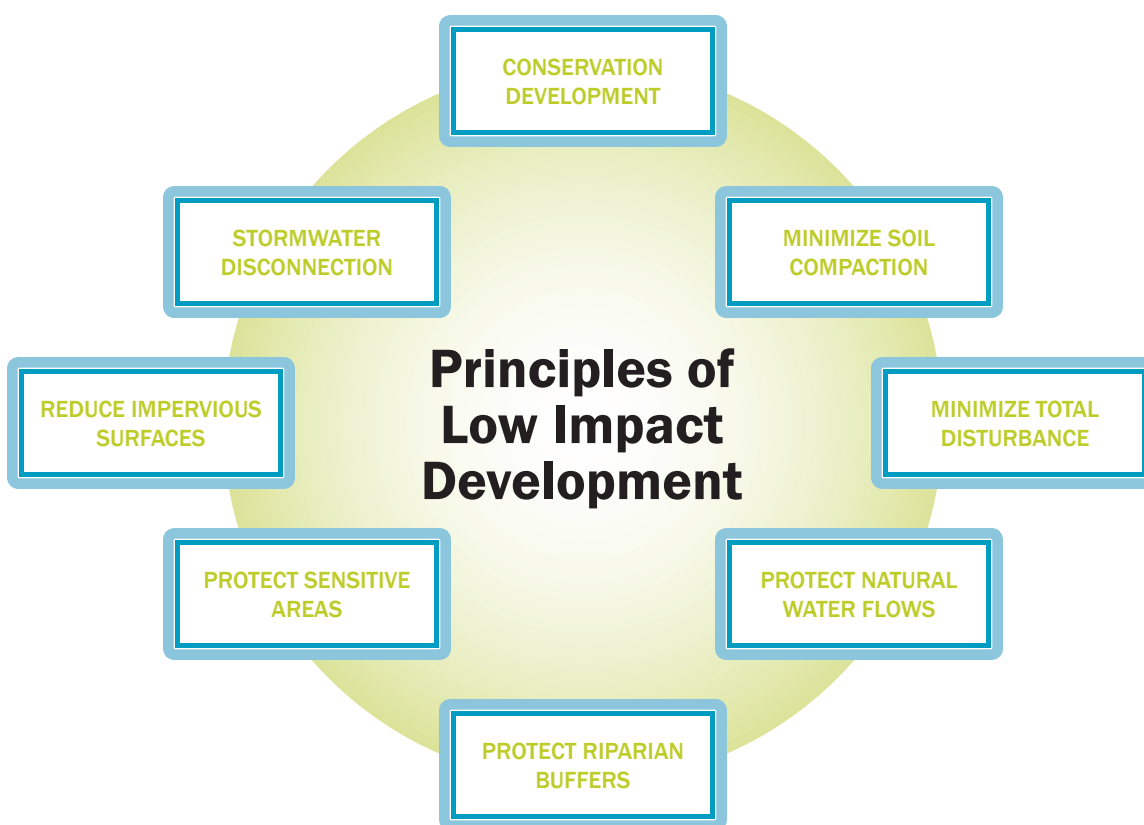 CONSERVATION
DEVELOPMENT
STORMWATER
DISCONNECTION
MINIMIZE SOIL
COMPACTION
Principles of
Low Impact
Development
REDUCE IMPERVIOUS
SURFACES
MINIMIZE TOTAL
DISTURBANCE
PROTECT SENSITIVE
AREAS
PROTECT NATURAL
WATER FLOWS
PROTECT RIPARIAN
BUFFERS